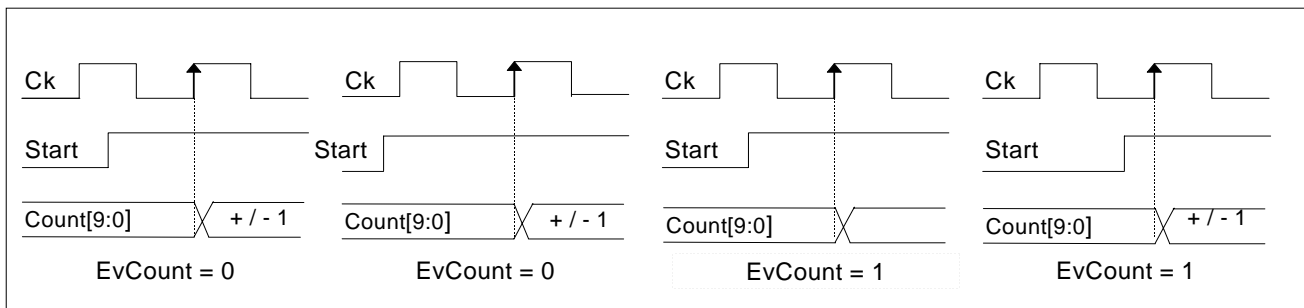 Ck
Start
Count[9:0] + / - 1
EvCount = 0
Ck
Start
Count[9:0] + / - 1
EvCount = 0
Ck
Start
Count[9:0]
EvCount = 1
Ck
Start
Count[9:0] + / - 1
EvCount = 1